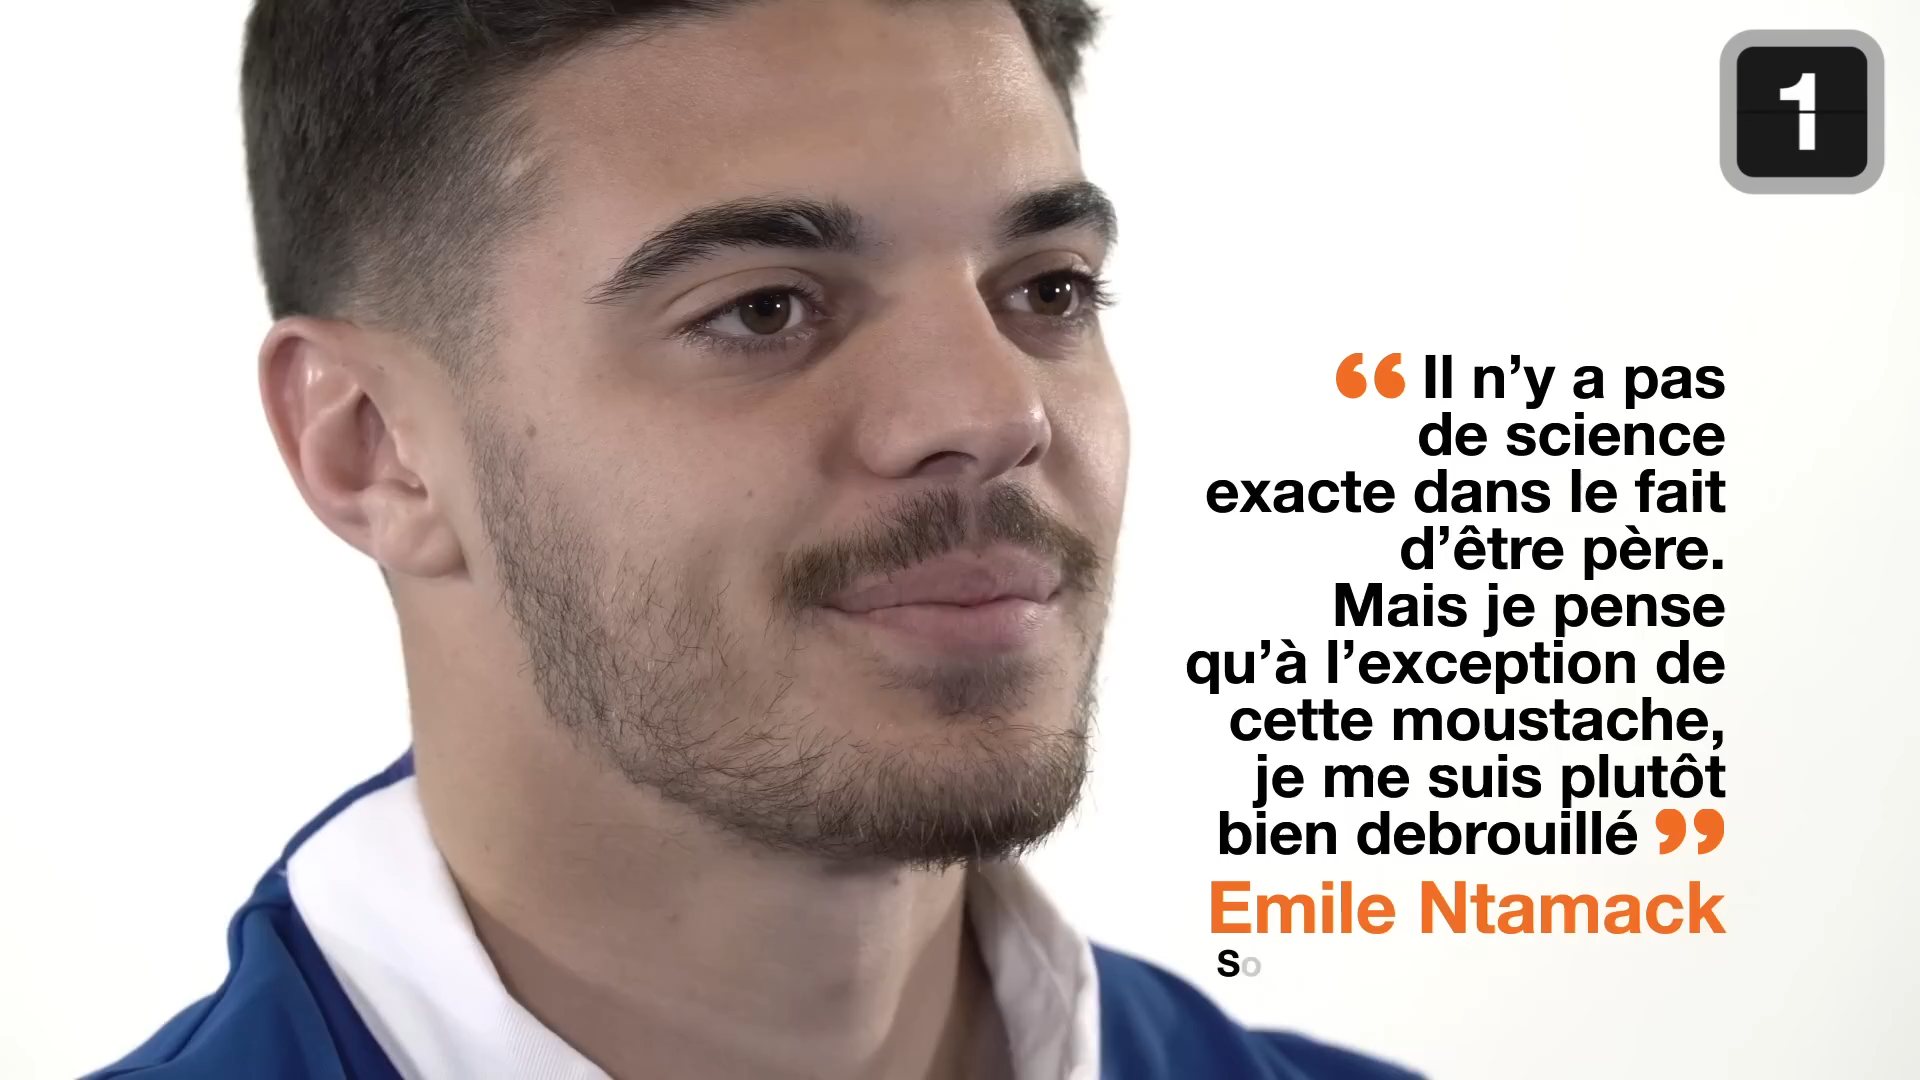 1
“ Il n’y a pas
de science
exacte dans le fait
d’être père.
Mais je pense
qu’à l’exception de
cette moustache,
je me suis plutôt
bien debrouillé ”
Emile Ntamack
So